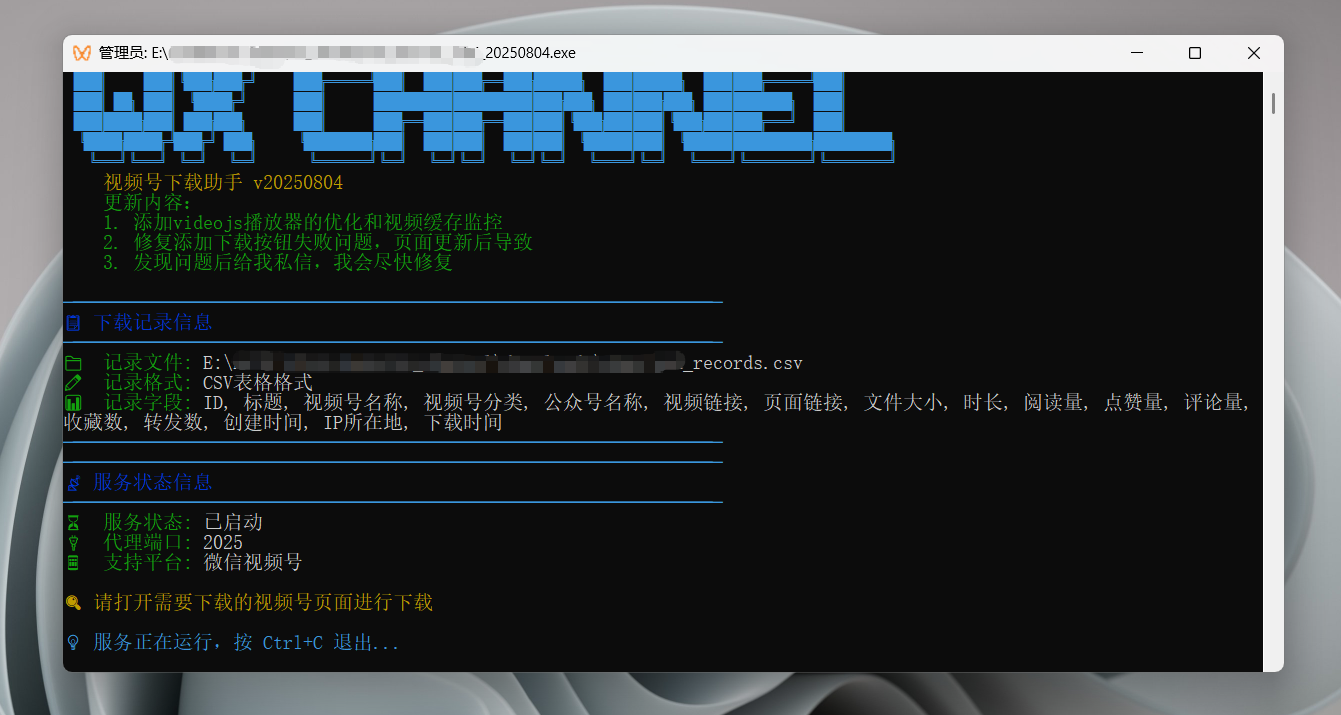 管理员: E:\ _20250804.exe
WX CHANNEL
视频号下载助手 v20250804
更新内容:
1. 添加videojs播放器的优化和视频缓存监控
2. 修复添加下载按钮失败问题，页面更新后导致
3. 发现问题后给我私信，我会尽快修复
下载记录信息
记录文件: E:\ _records.csv
记录格式: CSV表格格式
记录字段: ID, 标题, 视频号名称, 视频号分类, 公众号名称, 视频链接, 页面链接, 文件大小, 时长, 阅读量, 点赞量, 评论量,
收藏数, 转发数, 创建时间, IP所在地, 下载时间
服务状态信息
服务状态: 已启动
代理端口: 2025
支持平台: 微信视频号
请打开需要下载的视频号页面进行下载
服务正在运行，按 Ctrl+C 退出...